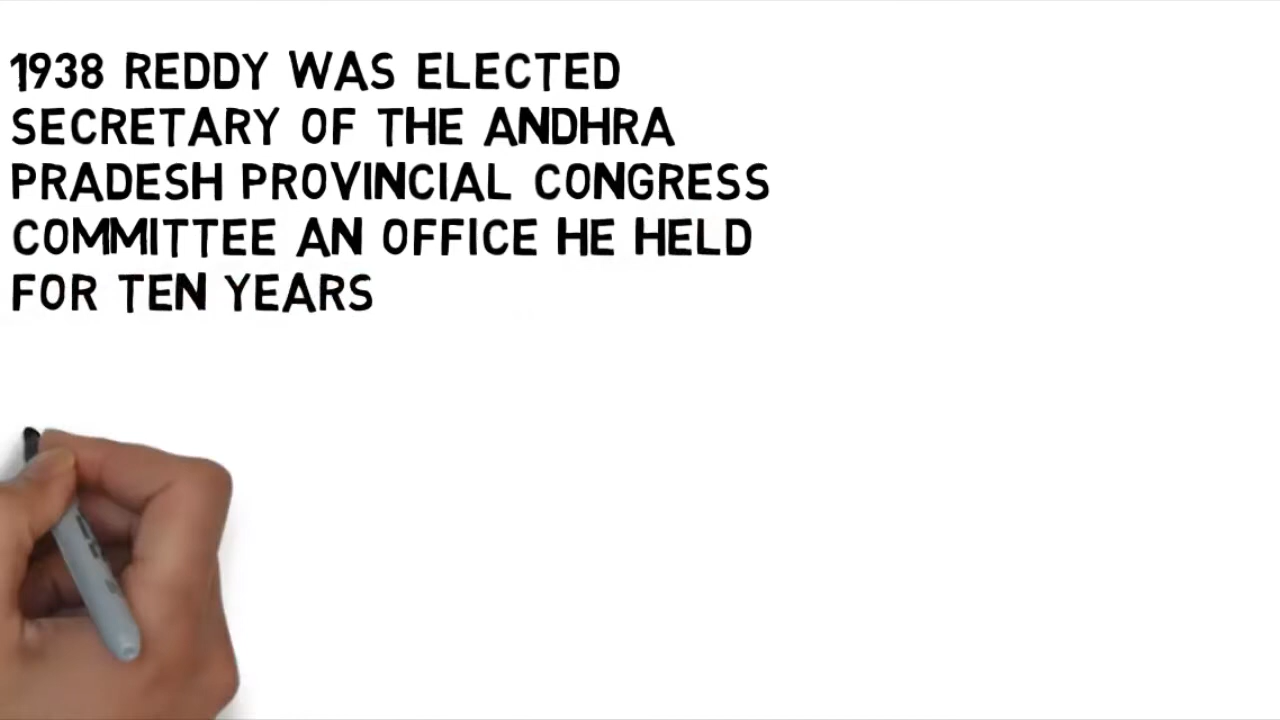 1938 REDDY WAS ELECTED
SECRETARY OF THE ANDHRA
PRADESH PROVINCIAL CONGRESS
COMMITTEE AN OFFICE HE HELD
FOR TEN YEARS